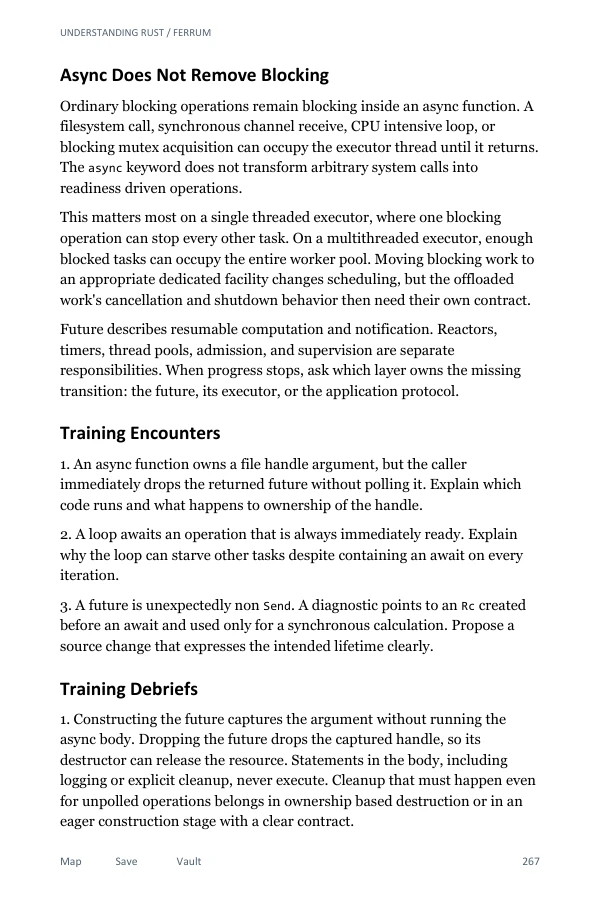 UNDERSTANDING RUST / FERRUM
Async Does Not Remove Blocking
Ordinary blocking operations remain blocking inside an async function. A
filesystem call, synchronous channel receive, CPU intensive loop, or
blocking mutex acquisition can occupy the executor thread until it returns.
The async keyword does not transform arbitrary system calls into
readiness driven operations.
This matters most on a single threaded executor, where one blocking
operation can stop every other task. On a multithreaded executor, enough
blocked tasks can occupy the entire worker pool. Moving blocking work to
an appropriate dedicated facility changes scheduling, but the offloaded
work's cancellation and shutdown behavior then need their own contract.
Future describes resumable computation and notification. Reactors,
timers, thread pools, admission, and supervision are separate
responsibilities. When progress stops, ask which layer owns the missing
transition: the future, its executor, or the application protocol.
Training Encounters
1. An async function owns a file handle argument, but the caller
immediately drops the returned future without polling it. Explain which
code runs and what happens to ownership of the handle.
2. A loop awaits an operation that is always immediately ready. Explain
why the loop can starve other tasks despite containing an await on every
iteration.
3. A future is unexpectedly non Send. A diagnostic points to an Rc created
before an await and used only for a synchronous calculation. Propose a
source change that expresses the intended lifetime clearly.
Training Debriefs
1. Constructing the future captures the argument without running the
async body. Dropping the future drops the captured handle, so its
destructor can release the resource. Statements in the body, including
logging or explicit cleanup, never execute. Cleanup that must happen even
for unpolled operations belongs in ownership based destruction or in an
eager construction stage with a clear contract.
Map Save Vault 267